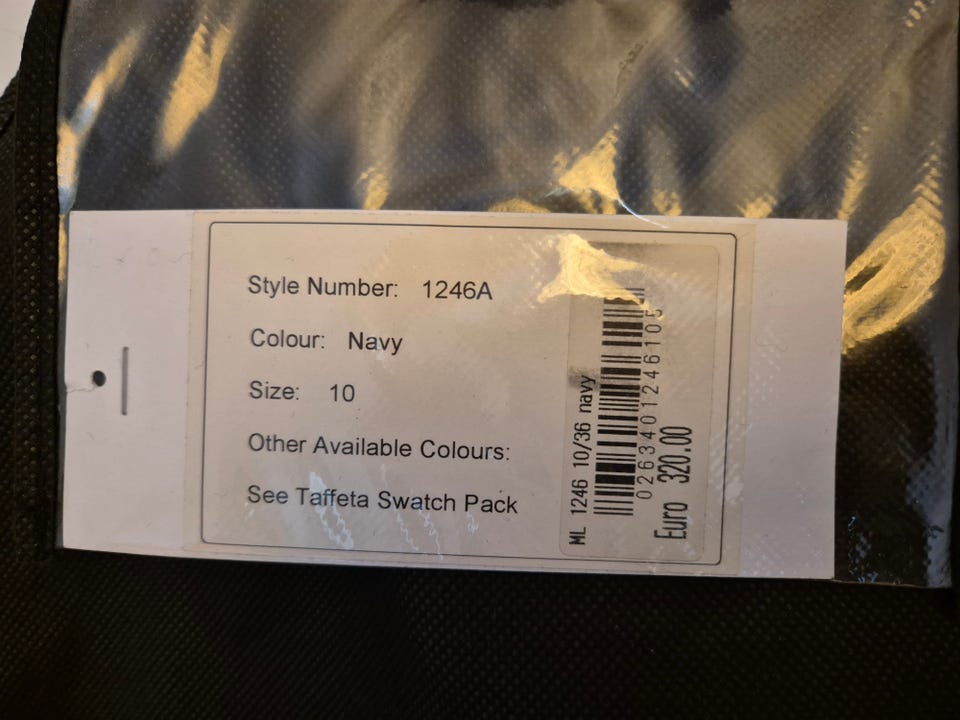 Style Number: 1246A
Colour: Navy
Size: 10
Other Available Colours:
See Taffeta Swatch Pack
ML 1246 10/36 navy
0263401246105
Euro 320.00